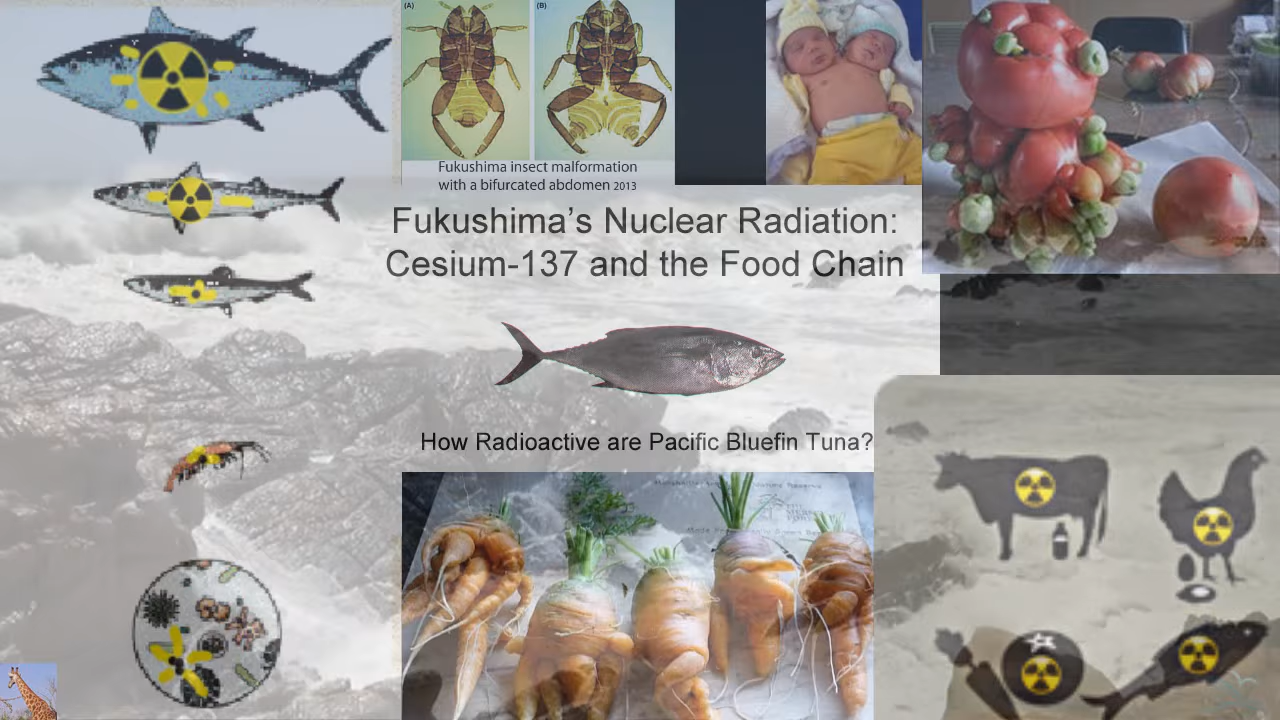 (A)
(B)
Fukushima insect malformation
with a bifurcated abdomen 2013
Fukushima's Nuclear Radiation:
Cesium-137 and the Food Chain
How Radioactive are Pacific Bluefin Tuna?